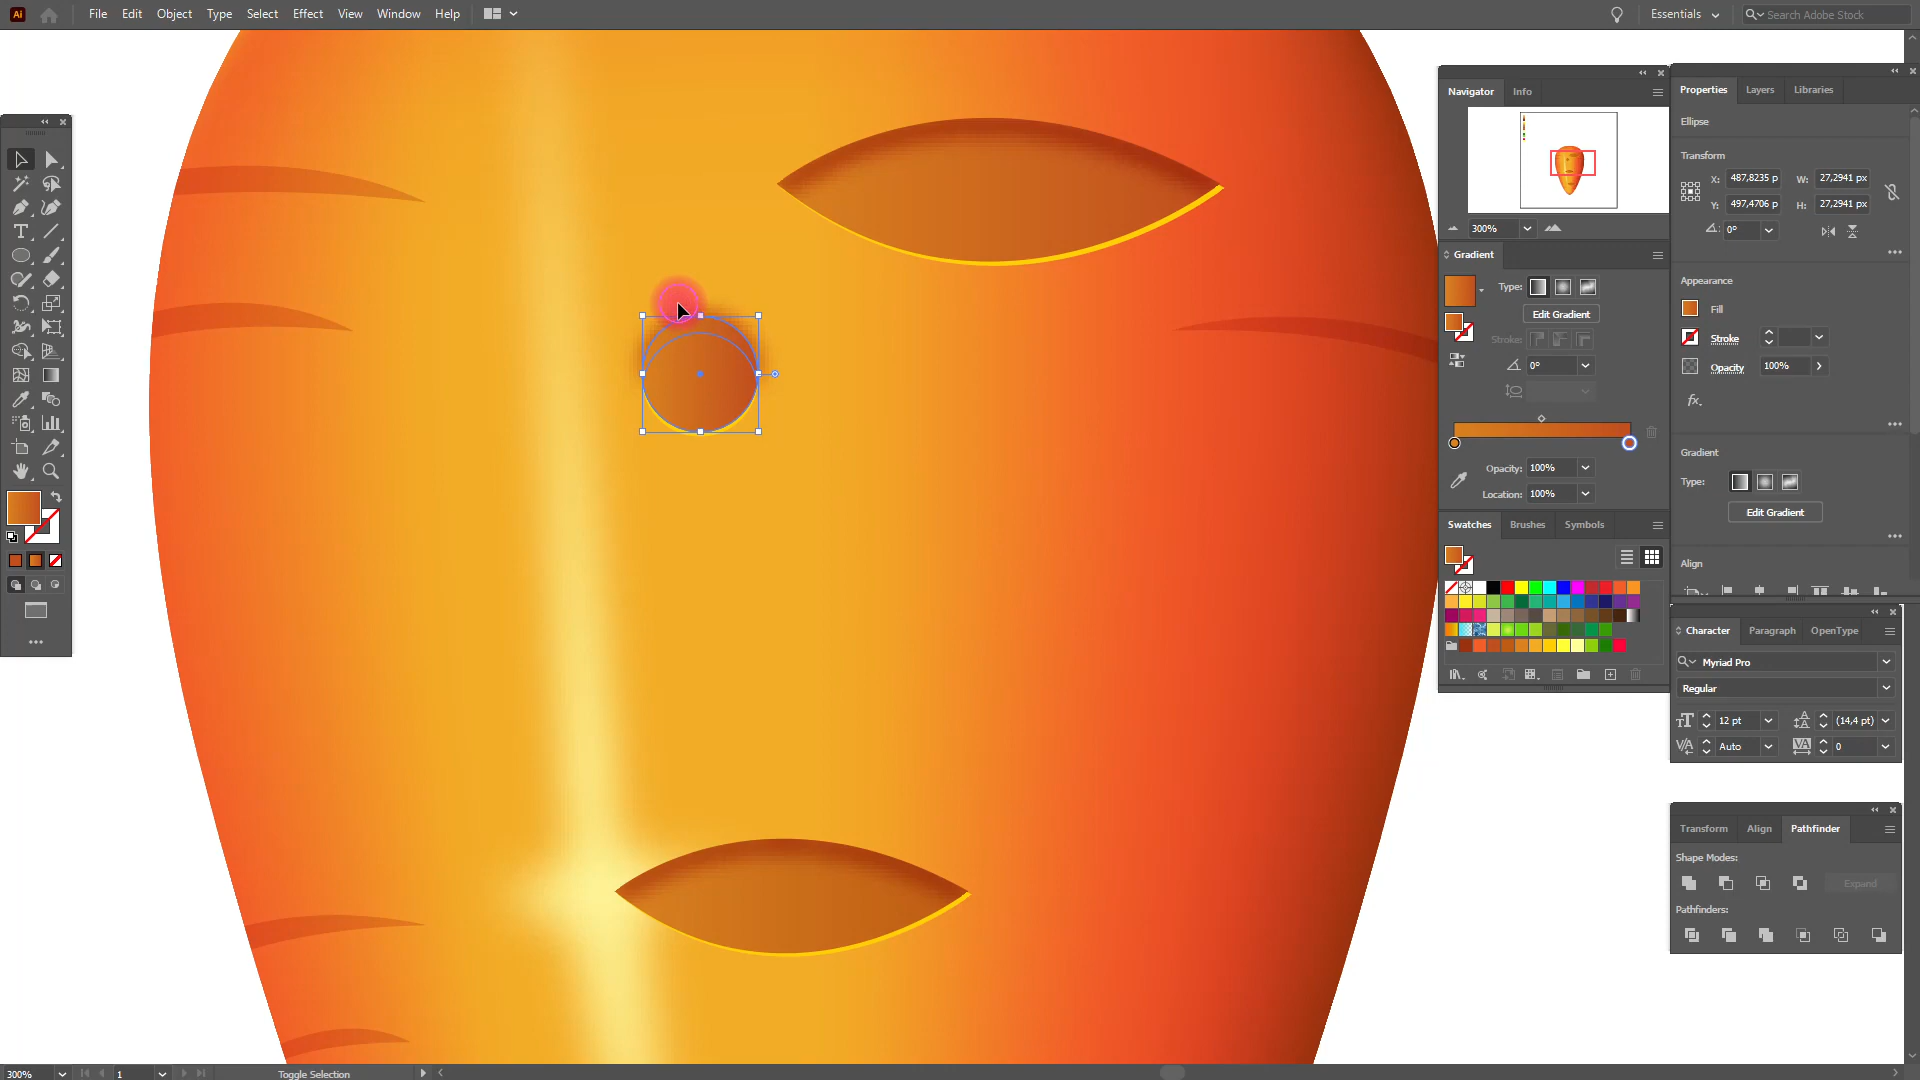 Ai File Edit Object Type Select Effect View Window Help Essentials Search Adobe Stock
Navigator Info
300%
Gradient
Type:
Edit Gradient
Stroke:
0°
Opacity: 100%
Location: 100%
Swatches Brushes Symbols
Properties Layers Libraries
Ellipse
Transform
X: 487,8235 p W: 27,2941 px
Y: 497,4706 p H: 27,2941 px
0°
Appearance
Fill
Stroke
Opacity 100%
fx.
Gradient
Type:
Edit Gradient
Align
Character Paragraph OpenType
Myriad Pro
Regular
12 pt (14,4 pt)
Auto 0
Transform Align Pathfinder
Shape Modes:
Expand
Pathfinders:
300% 1 Toggle Selection